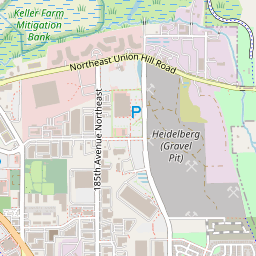 Keller Farm
Mitigation
Bank
Northeast Union Hill Road
185th Avenue Northeast
P
Heidelberg
(Gravel
Pit)